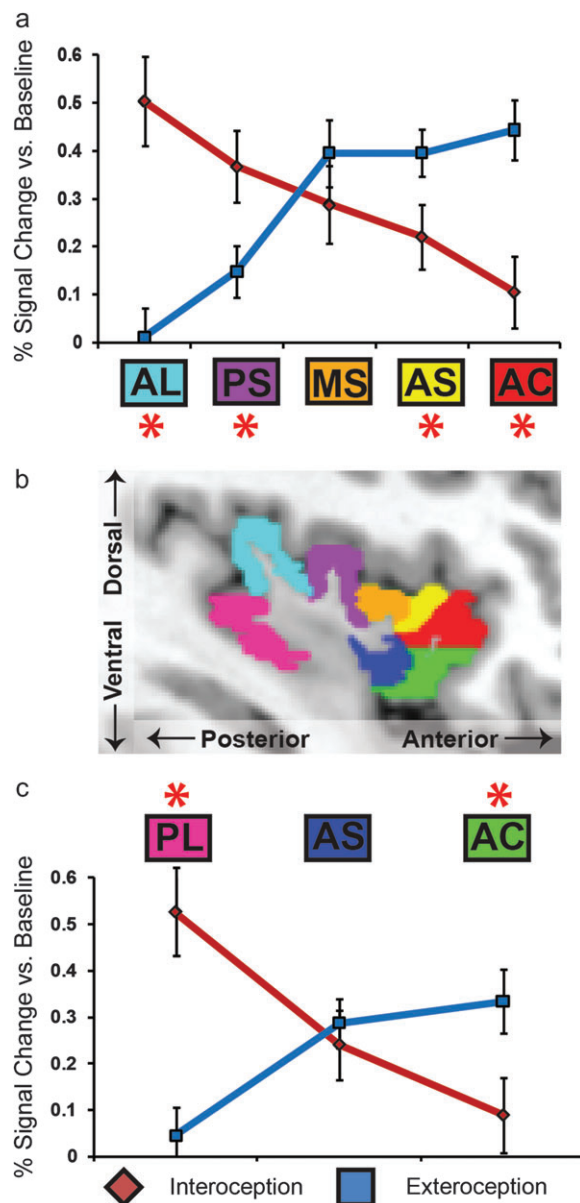 a
% Signal Change vs. Baseline
0.6
0.5
0.4
0.3
0.2
0.1
0
AL PS MS AS AC
* * * *
b
Dorsal
Ventral
Posterior Anterior
c
* *
PL AS AC
% Signal Change vs. Baseline
0.6
0.5
0.4
0.3
0.2
0.1
0
Interoception Exteroception